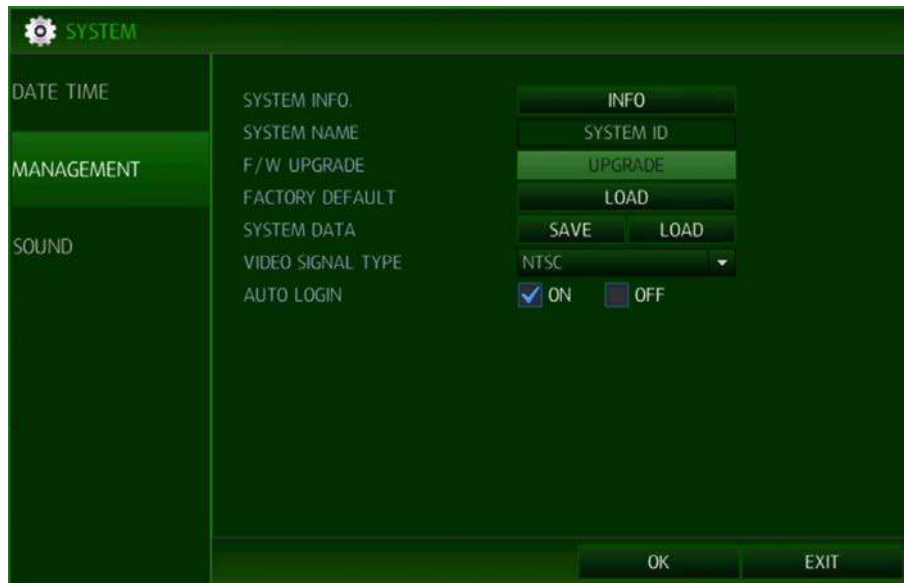 SYSTEM
DATE TIME
MANAGEMENT
SOUND
SYSTEM INFO. INFO
SYSTEM NAME SYSTEM ID
F/W UPGRADE UPGRADE
FACTORY DEFAULT LOAD
SYSTEM DATA SAVE LOAD
VIDEO SIGNAL TYPE NTSC
AUTO LOGIN ON OFF
OK EXIT